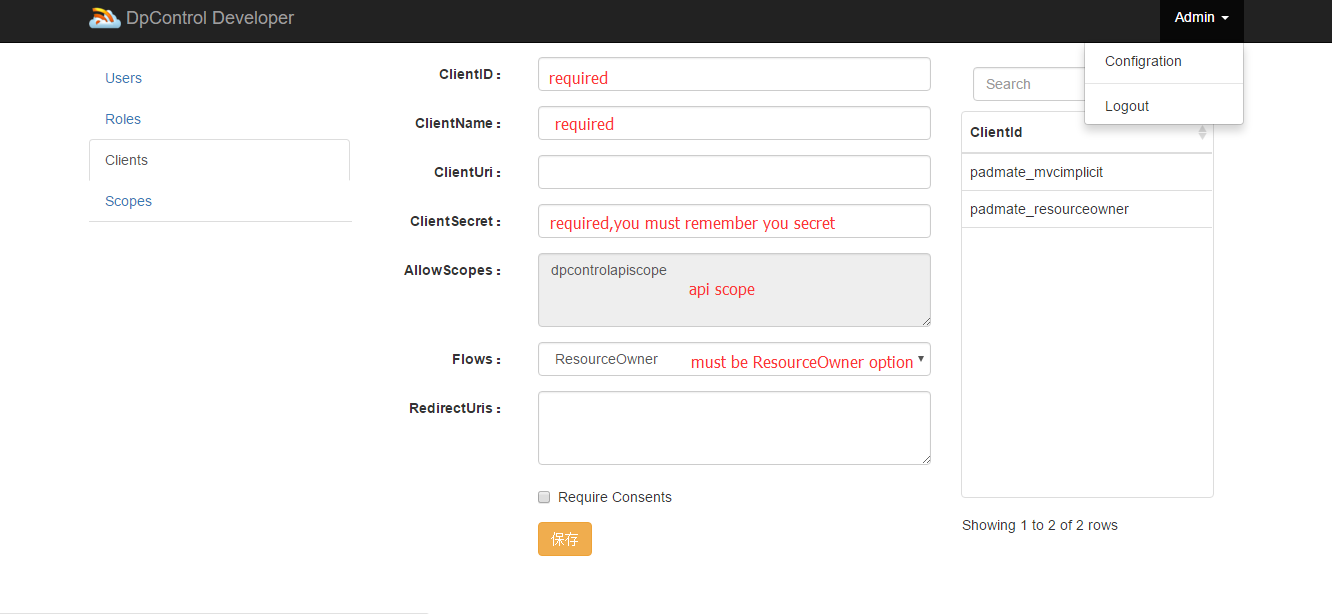 DpControl Developer
Admin
Configration
Logout
Users
Roles
Clients
Scopes
ClientID :
required
ClientName :
required
ClientUri :
ClientSecret :
required,you must remember you secret
AllowScopes :
dpcontrolapiscope
api scope
Flows :
ResourceOwner
must be ResourceOwner option
RedirectUris :
Require Consents
保存
Search
ClientId
padmate_mvcimplicit
padmate_resourceowner
Showing 1 to 2 of 2 rows